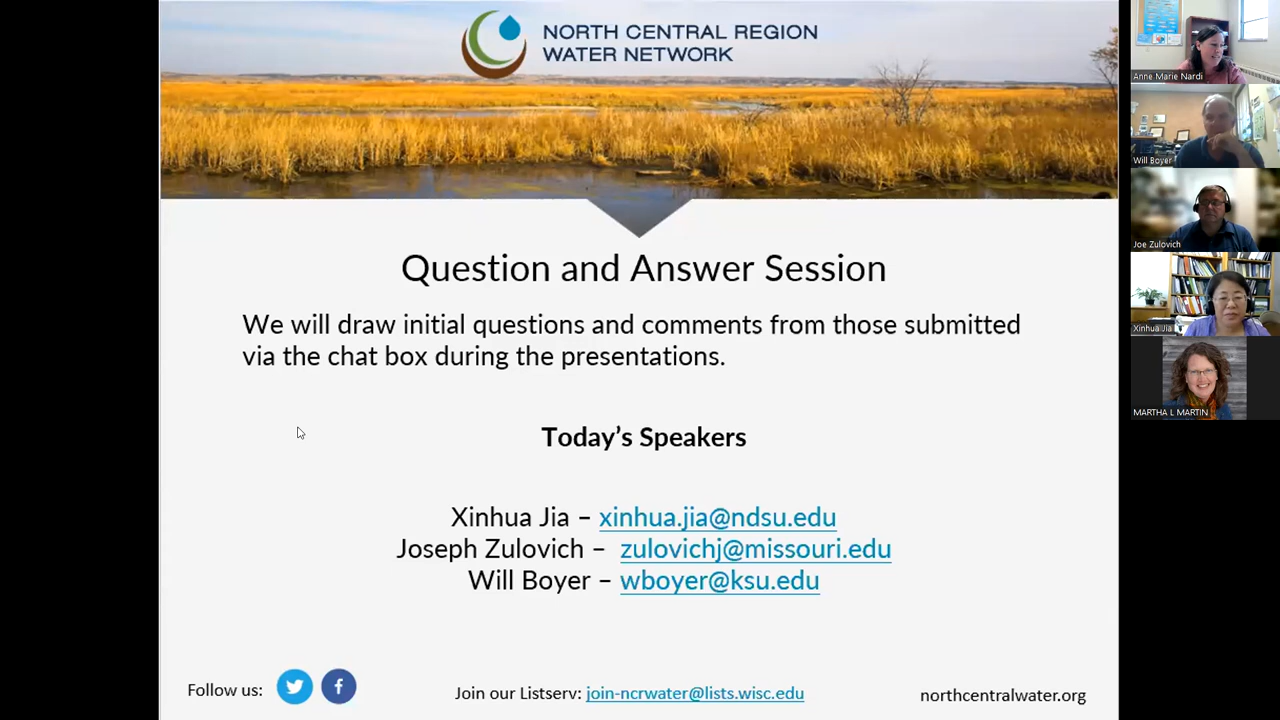 NORTH CENTRAL REGION
WATER NETWORK
Question and Answer Session
We will draw initial questions and comments from those submitted
via the chat box during the presentations.
Today's Speakers
Xinhua Jia – xinhua.jia@ndsu.edu
Joseph Zulovich – zulovichj@missouri.edu
Will Boyer – wboyer@ksu.edu
Follow us:
Join our Listserv: join-ncrwater@lists.wisc.edu
northcentralwater.org
Anne Marie Nardi
Will Boyer
Joe Zulovich
Xinhua Jia
MARTHA L MARTIN